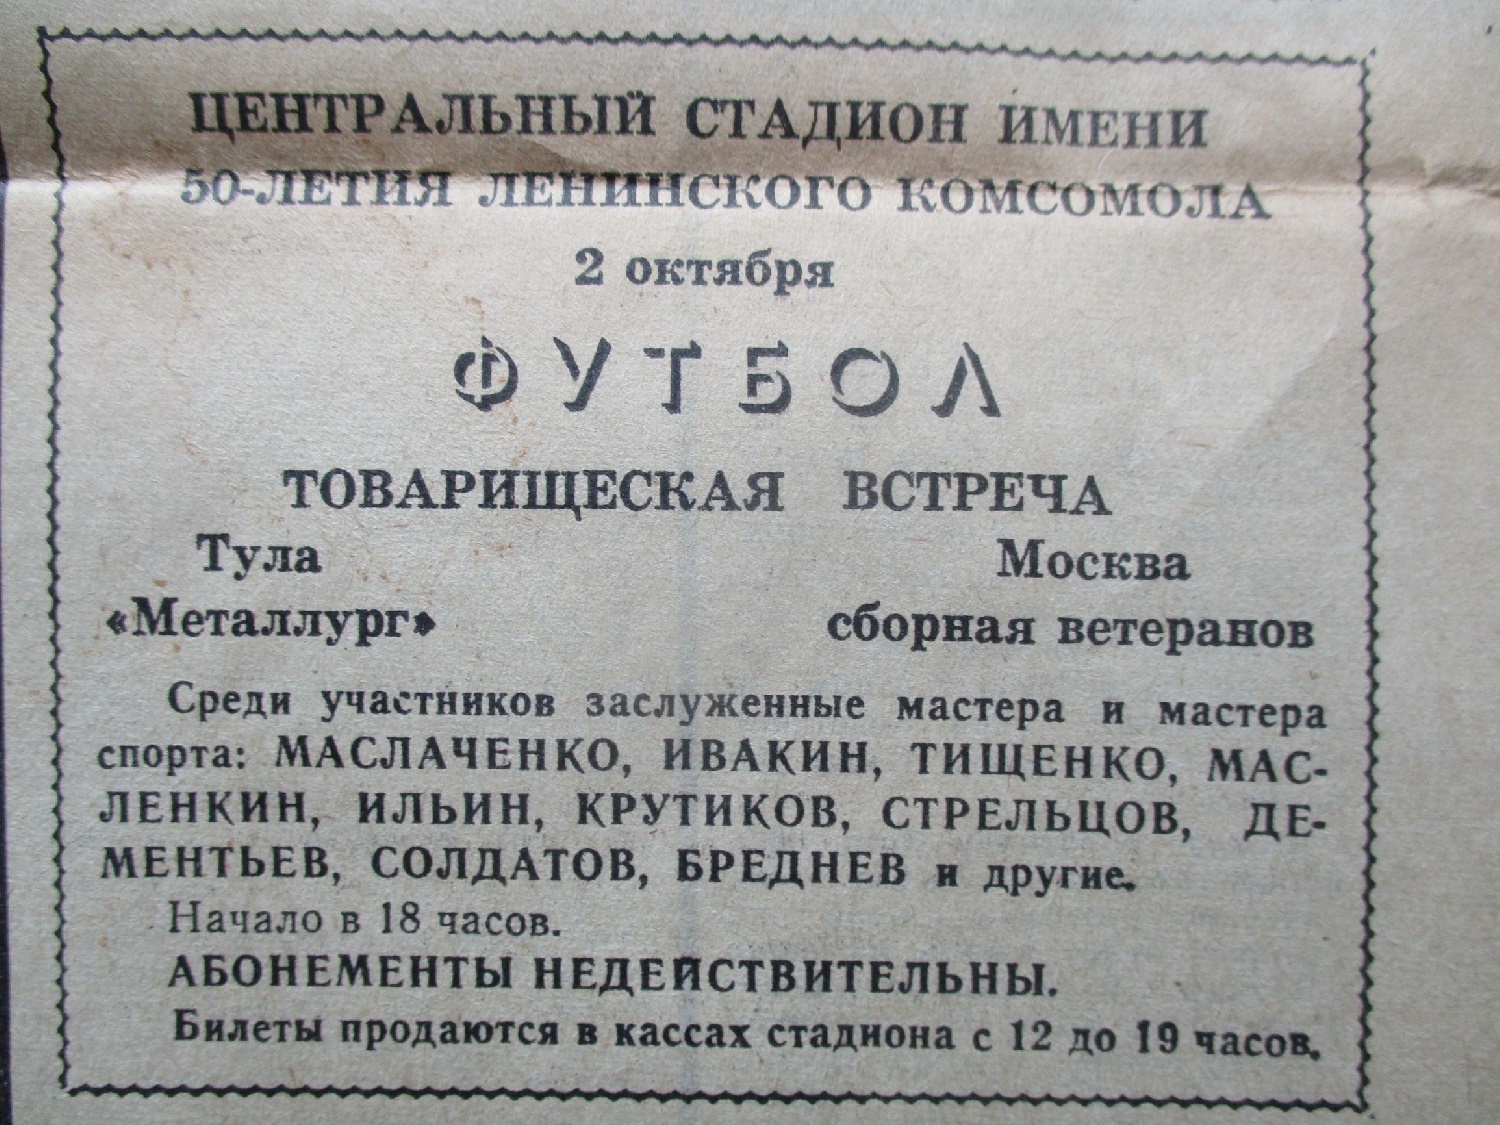 ЦЕНТРАЛЬНЫЙ СТАДИОН ИМЕНИ
50-ЛЕТИЯ ЛЕНИНСКОГО КОМСОМОЛА
2 октября
ФУТБОЛ
ТОВАРИЩЕСКАЯ ВСТРЕЧА
Тула Москва
«Металлург» сборная ветеранов
Среди участников заслуженные мастера и мастера
спорта: МАСЛАЧЕНКО, ИВАКИН, ТИЩЕНКО, МАС-
ЛЕНКИН, ИЛЬИН, КРУТИКОВ, СТРЕЛЬЦОВ, ДЕ-
МЕНТЬЕВ, СОЛДАТОВ, БРЕДНЕВ и другие.
Начало в 18 часов.
АБОНЕМЕНТЫ НЕДЕЙСТВИТЕЛЬНЫ.
Билеты продаются в кассах стадиона с 12 до 19 часов.